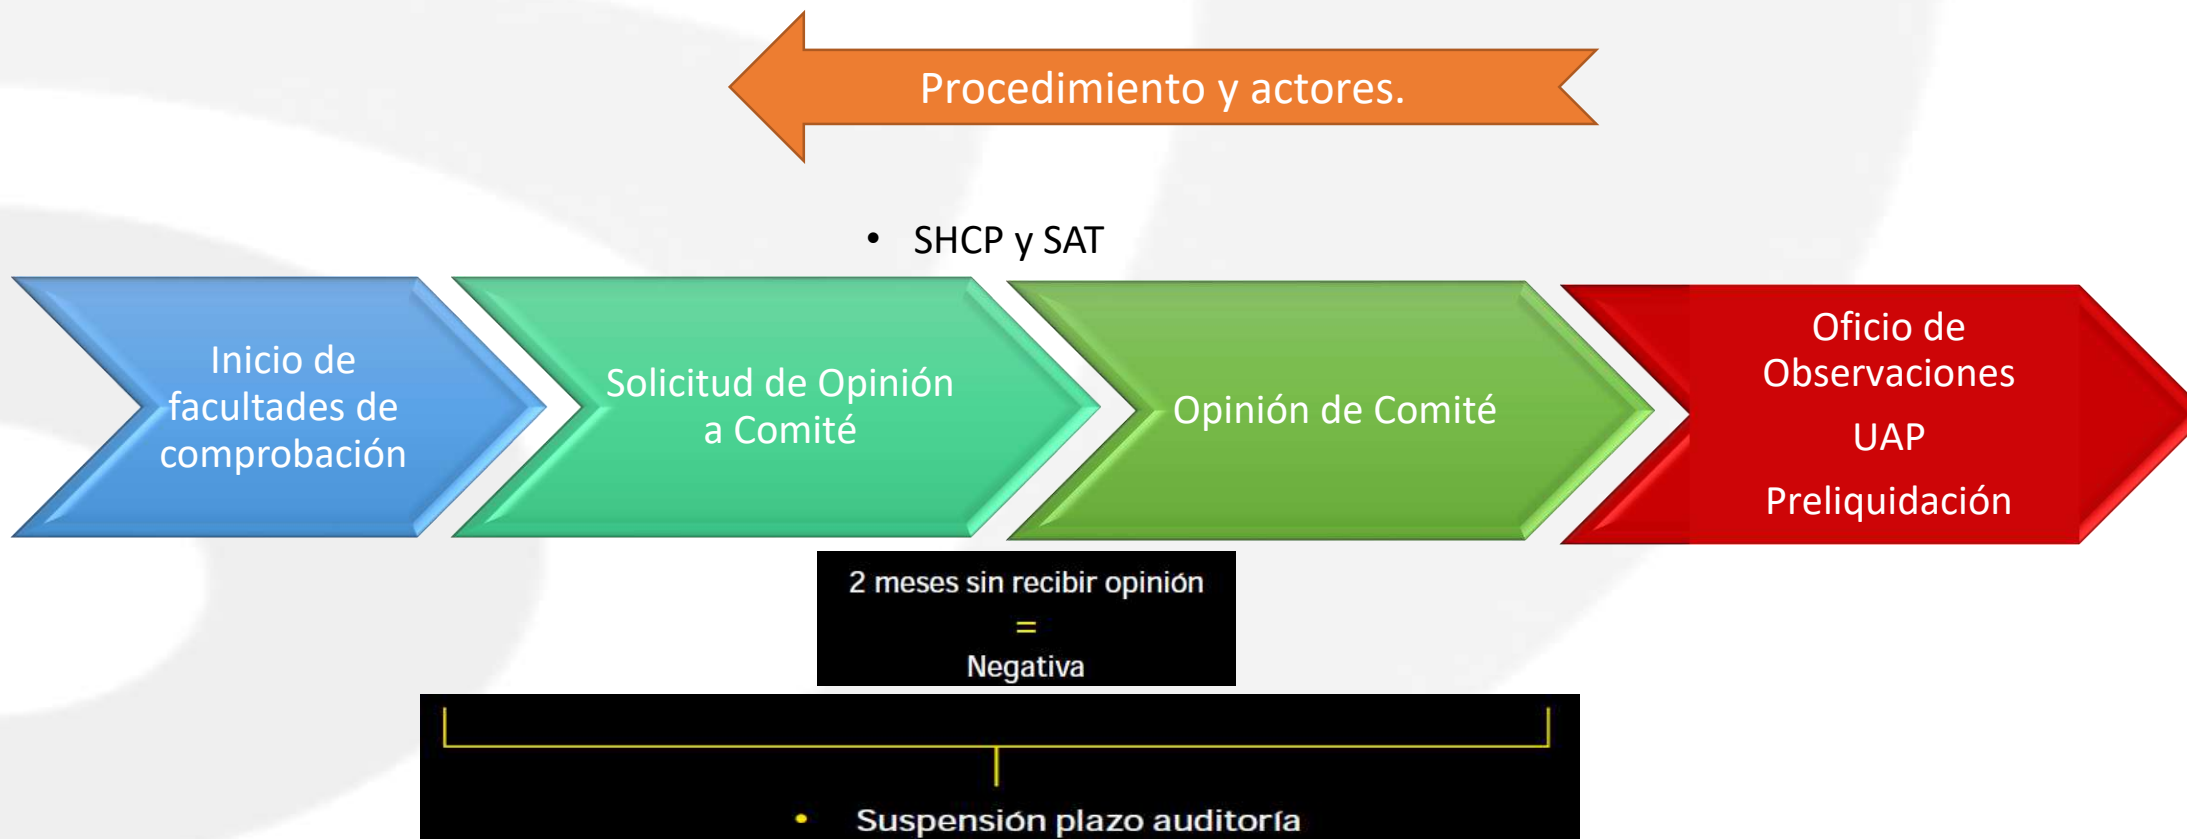 Procedimiento y actores.
• SHCP y SAT
Inicio de
facultades de
comprobación
Solicitud de Opinión
a Comité
Opinión de Comité
Oficio de
Observaciones
UAP
Preliquidación
2 meses sin recibir opinión
=
Negativa
• Suspensión plazo auditoría